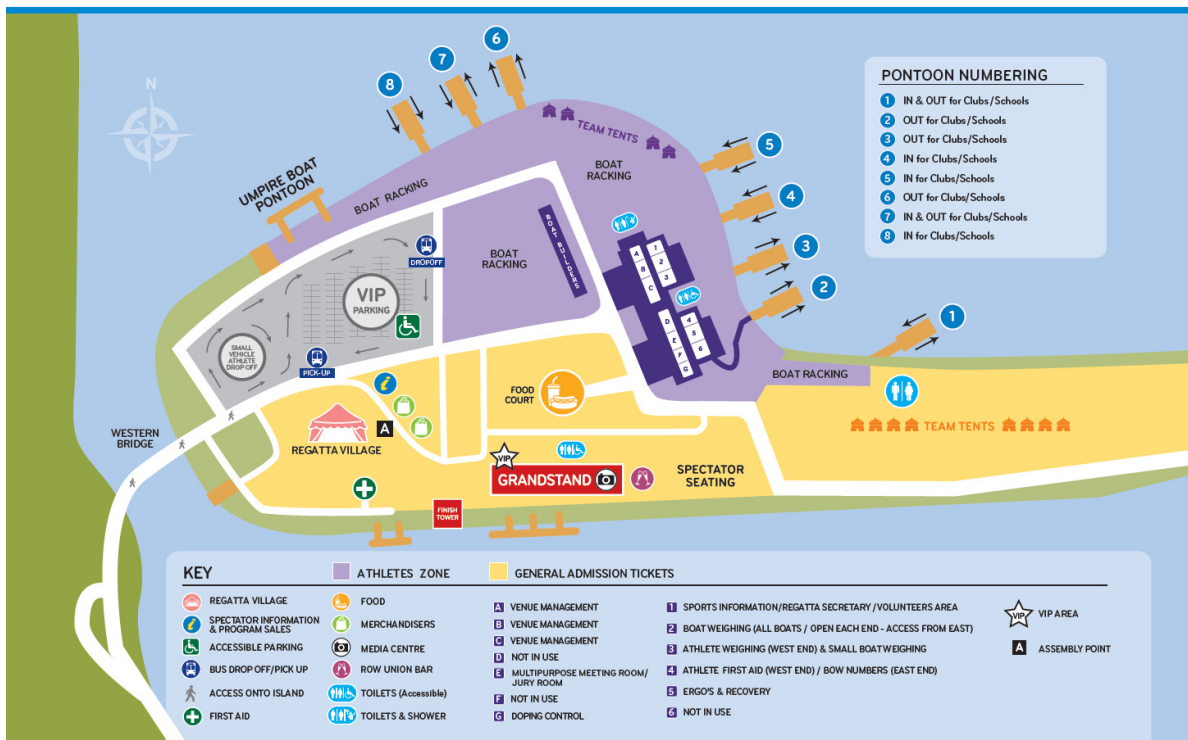 N
8
7
6
5
4
3
2
1
PONTOON NUMBERING
1 IN & OUT for Clubs/Schools
2 OUT for Clubs/Schools
3 OUT for Clubs/Schools
4 IN for Clubs/Schools
5 IN for Clubs/Schools
6 OUT for Clubs/Schools
7 IN & OUT for Clubs/Schools
8 IN for Clubs/Schools
UMPIRE BOAT
PONTOON
BOAT RACKING
TEAM TENTS
BOAT
RACKING
BOAT
RACKING
BOAT BUILDERS
DROPOFF
VIP
PARKING
SMALL
VEHICLE
ATHLETE
DROP OFF
PICK-UP
A
B
C
1
2
3
D
E
F
G
4
5
6
BOAT RACKING
TEAM TENTS
WESTERN
BRIDGE
i
A
REGATTA VILLAGE
FOOD
COURT
VIP
GRANDSTAND
SPECTATOR
SEATING
FINISH
TOWER
KEY
ATHLETES ZONE
GENERAL ADMISSION TICKETS
REGATTA VILLAGE
i SPECTATOR INFORMATION
& PROGRAM SALES
ACCESSIBLE PARKING
BUS DROP OFF/PICK UP
ACCESS ONTO ISLAND
FIRST AID
FOOD
MERCHANDISERS
MEDIA CENTRE
ROW UNION BAR
TOILETS (Accessible)
TOILETS & SHOWER
A VENUE MANAGEMENT
B VENUE MANAGEMENT
C VENUE MANAGEMENT
D NOT IN USE
E MULTIPURPOSE MEETING ROOM/
JURY ROOM
F NOT IN USE
G DOPING CONTROL
1 SPORTS INFORMATION/REGATTA SECRETARY /VOLUNTEERS AREA
2 BOAT WEIGHING (ALL BOATS / OPEN EACH END - ACCESS FROM EAST)
3 ATHLETE WEIGHING (WEST END) & SMALL BOAT WEIGHING
4 ATHLETE FIRST AID (WEST END) / BOW NUMBERS (EAST END)
5 ERGO'S & RECOVERY
6 NOT IN USE
VIP VIP AREA
A ASSEMBLY POINT